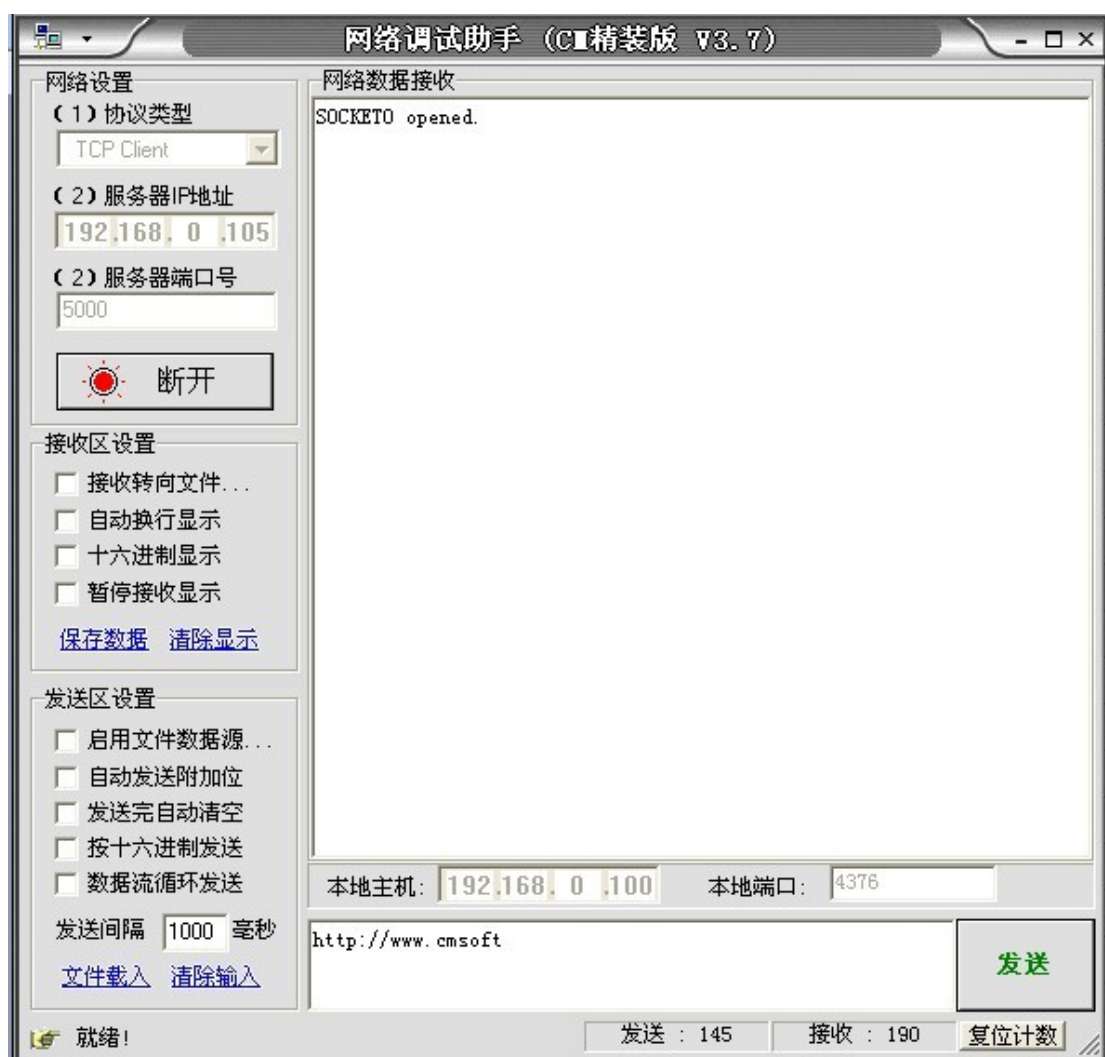 网络调试助手 (CⅢ精装版 V3.7)
网络设置
(1)协议类型
TCP Client
(2)服务器IP地址
192.168.0.105
(2)服务器端口号
5000
断开
接收区设置
接收转向文件...
自动换行显示
十六进制显示
暂停接收显示
保存数据 清除显示
发送区设置
启用文件数据源...
自动发送附加位
发送完自动清空
按十六进制发送
数据流循环发送
发送间隔 1000 毫秒
文件载入 清除输入
网络数据接收
SOCKET0 opened.
本地主机: 192.168.0.100 本地端口: 4376
http://www.cmsoft
发送
就绪!
发送 : 145 接收 : 190 复位计数